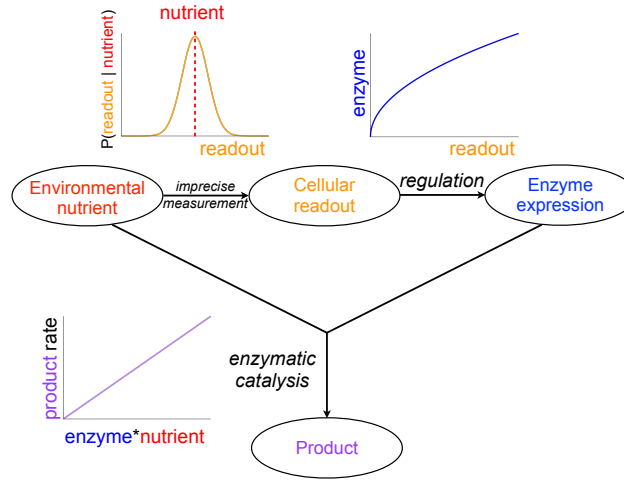 nutrient
P(readout | nutrient)
readout
enzyme
readout
Environmental
nutrient
imprecise
measurement
Cellular
readout
regulation
Enzyme
expression
product rate
enzyme*nutrient
enzymatic
catalysis
Product